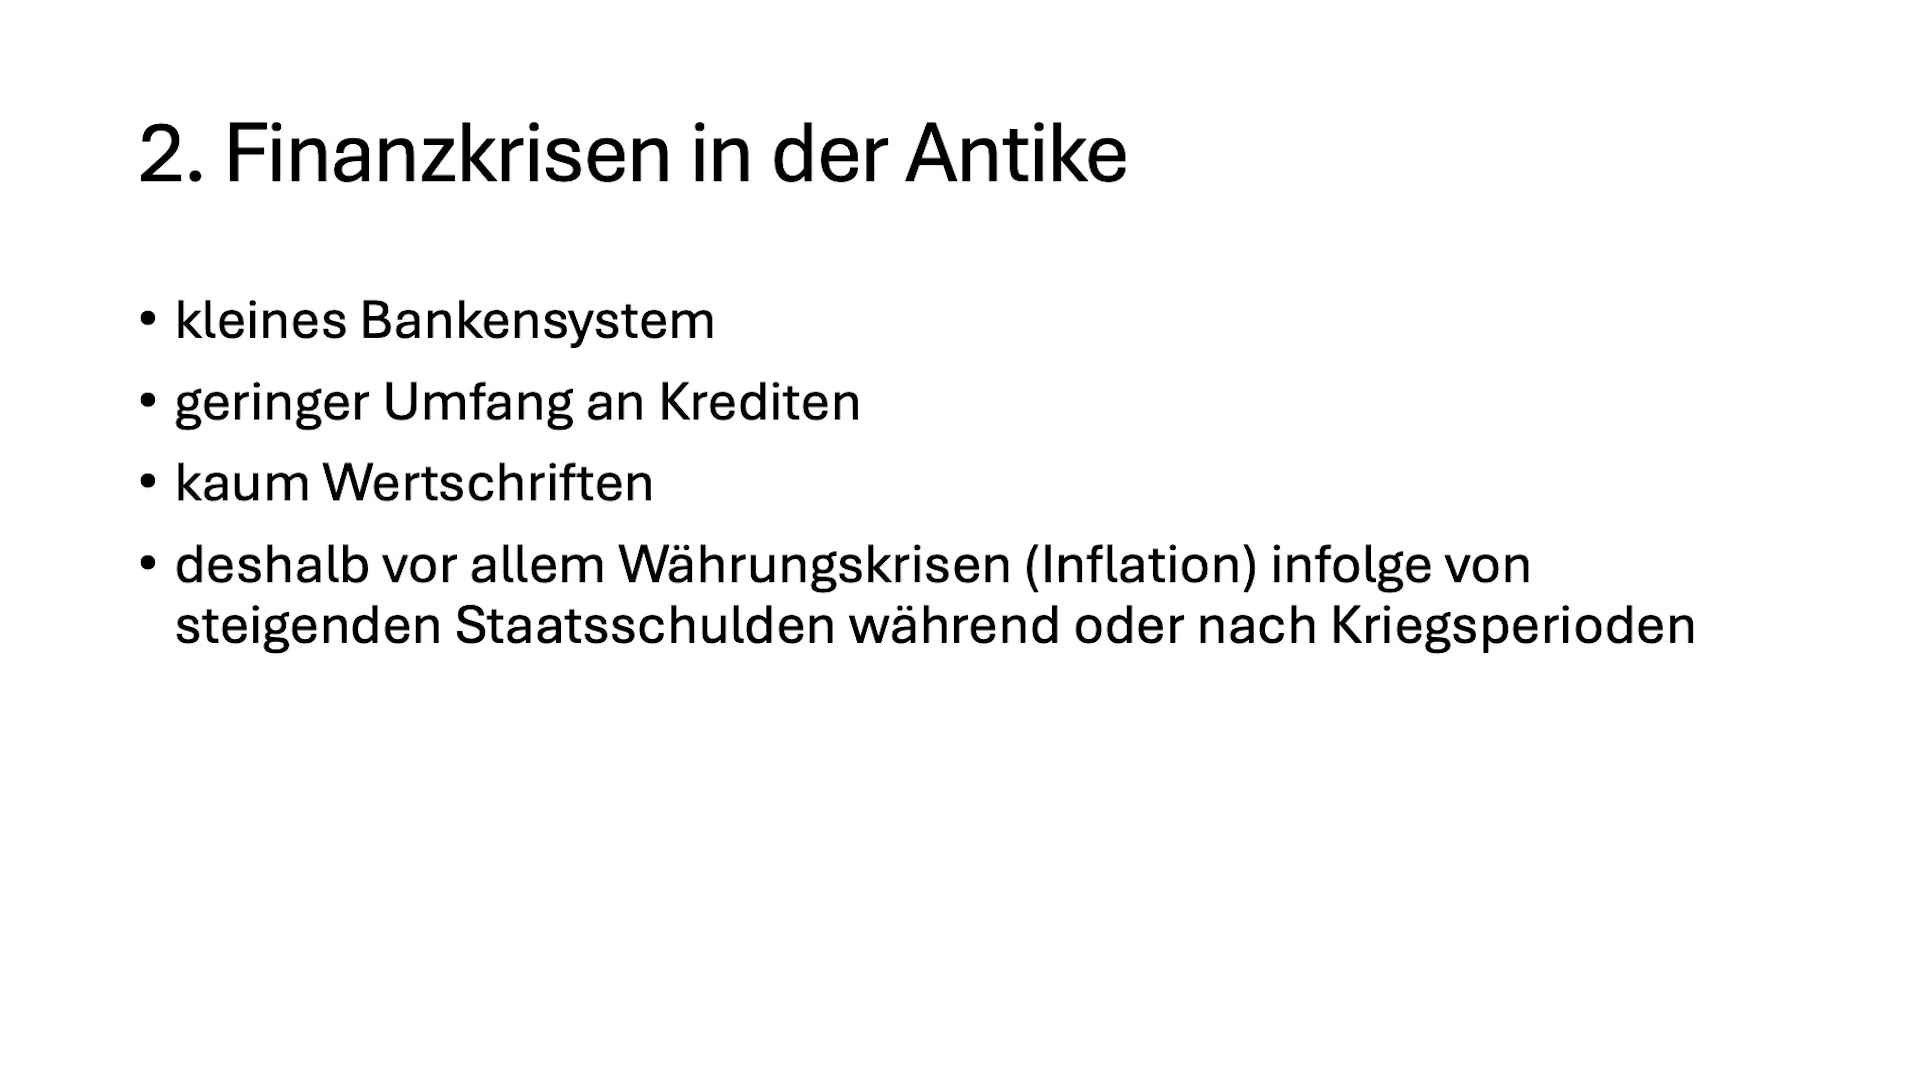 2. Finanzkrisen in der Antike
• kleines Bankensystem
• geringer Umfang an Krediten
• kaum Wertschriften
• deshalb vor allem Währungskrisen (Inflation) infolge von
steigenden Staatsschulden während oder nach Kriegsperioden